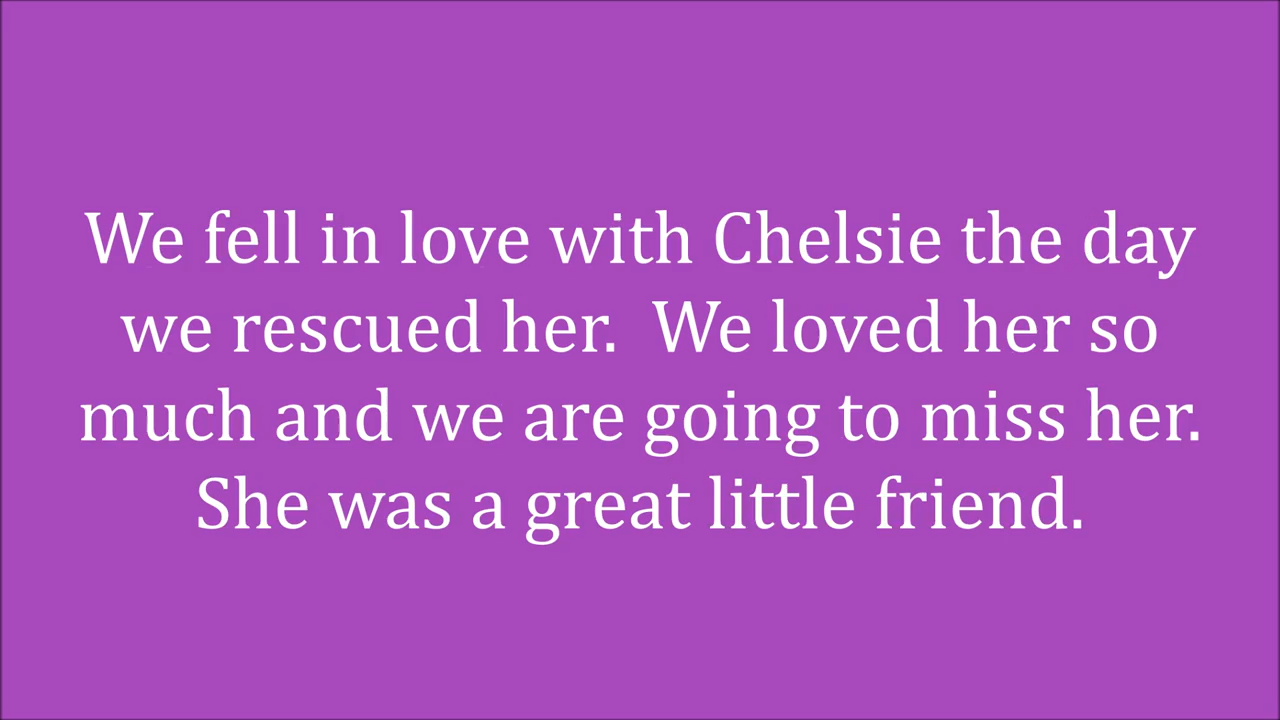 We fell in love with Chelsie the day
we rescued her.  We loved her so
much and we are going to miss her.
She was a great little friend.